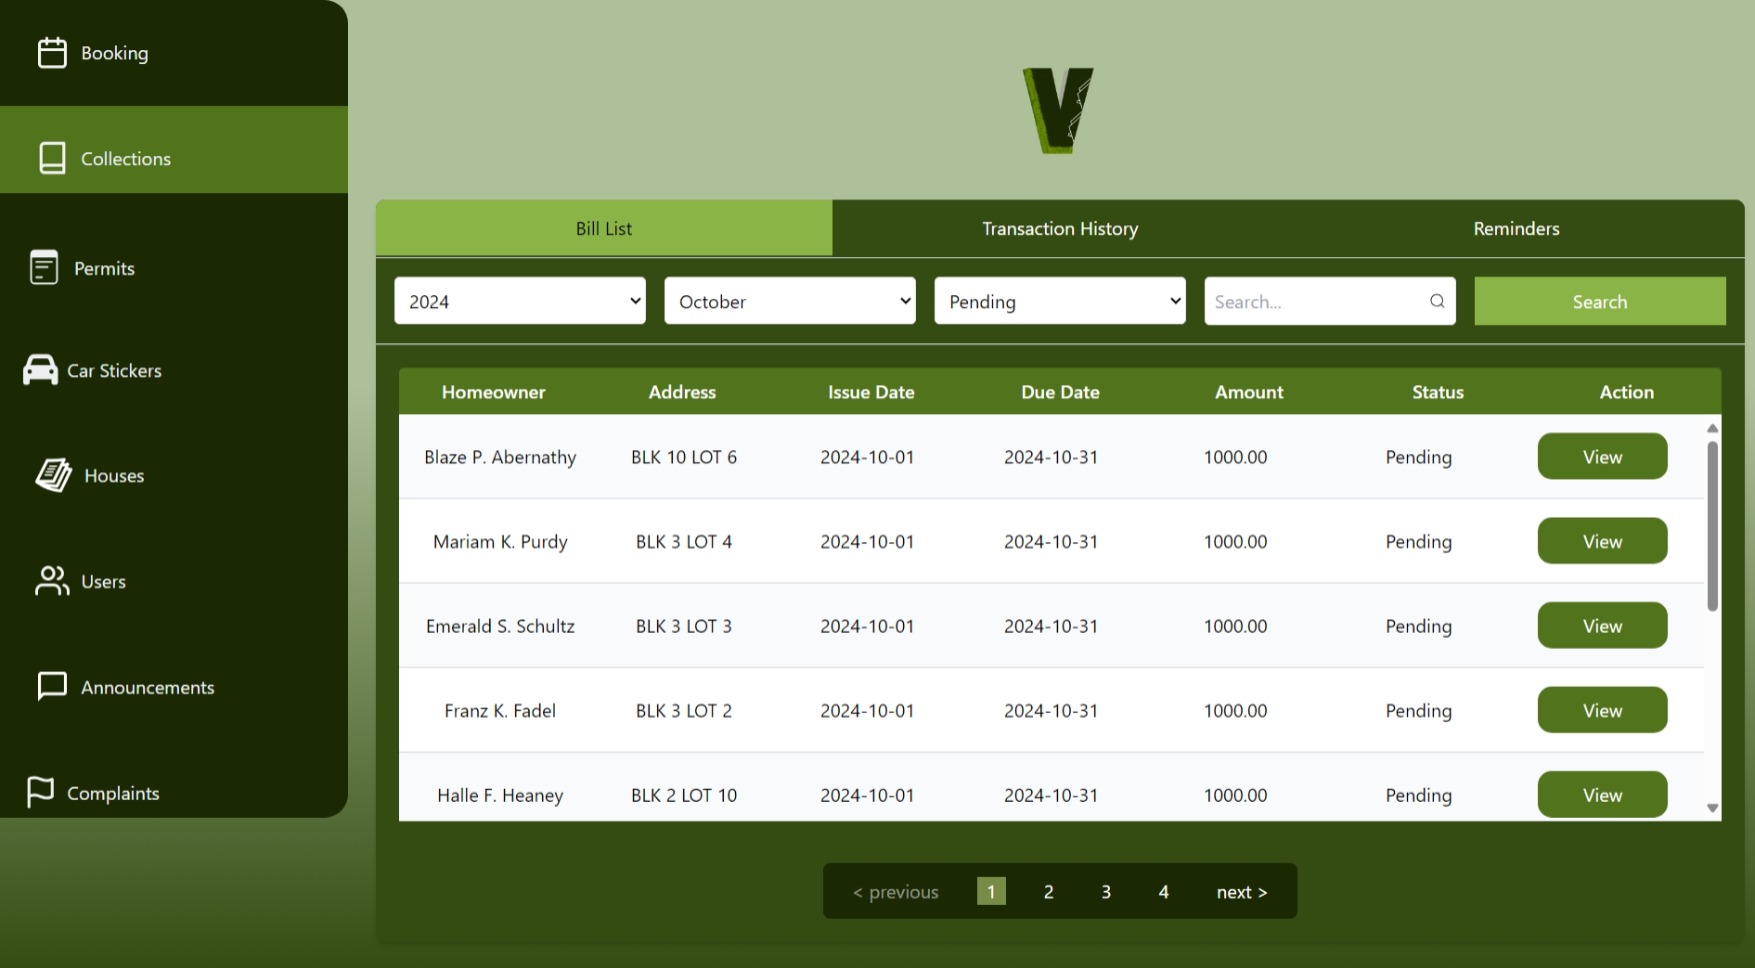 Booking
Collections
Permits
Car Stickers
Houses
Users
Announcements
Complaints
V
Bill List Transaction History Reminders
2024 October Pending Search... Search
Homeowner Address Issue Date Due Date Amount Status Action
Blaze P. Abernathy BLK 10 LOT 6 2024-10-01 2024-10-31 1000.00 Pending View
Mariam K. Purdy BLK 3 LOT 4 2024-10-01 2024-10-31 1000.00 Pending View
Emerald S. Schultz BLK 3 LOT 3 2024-10-01 2024-10-31 1000.00 Pending View
Franz K. Fadel BLK 3 LOT 2 2024-10-01 2024-10-31 1000.00 Pending View
Halle F. Heaney BLK 2 LOT 10 2024-10-01 2024-10-31 1000.00 Pending View
< previous 1 2 3 4 next >